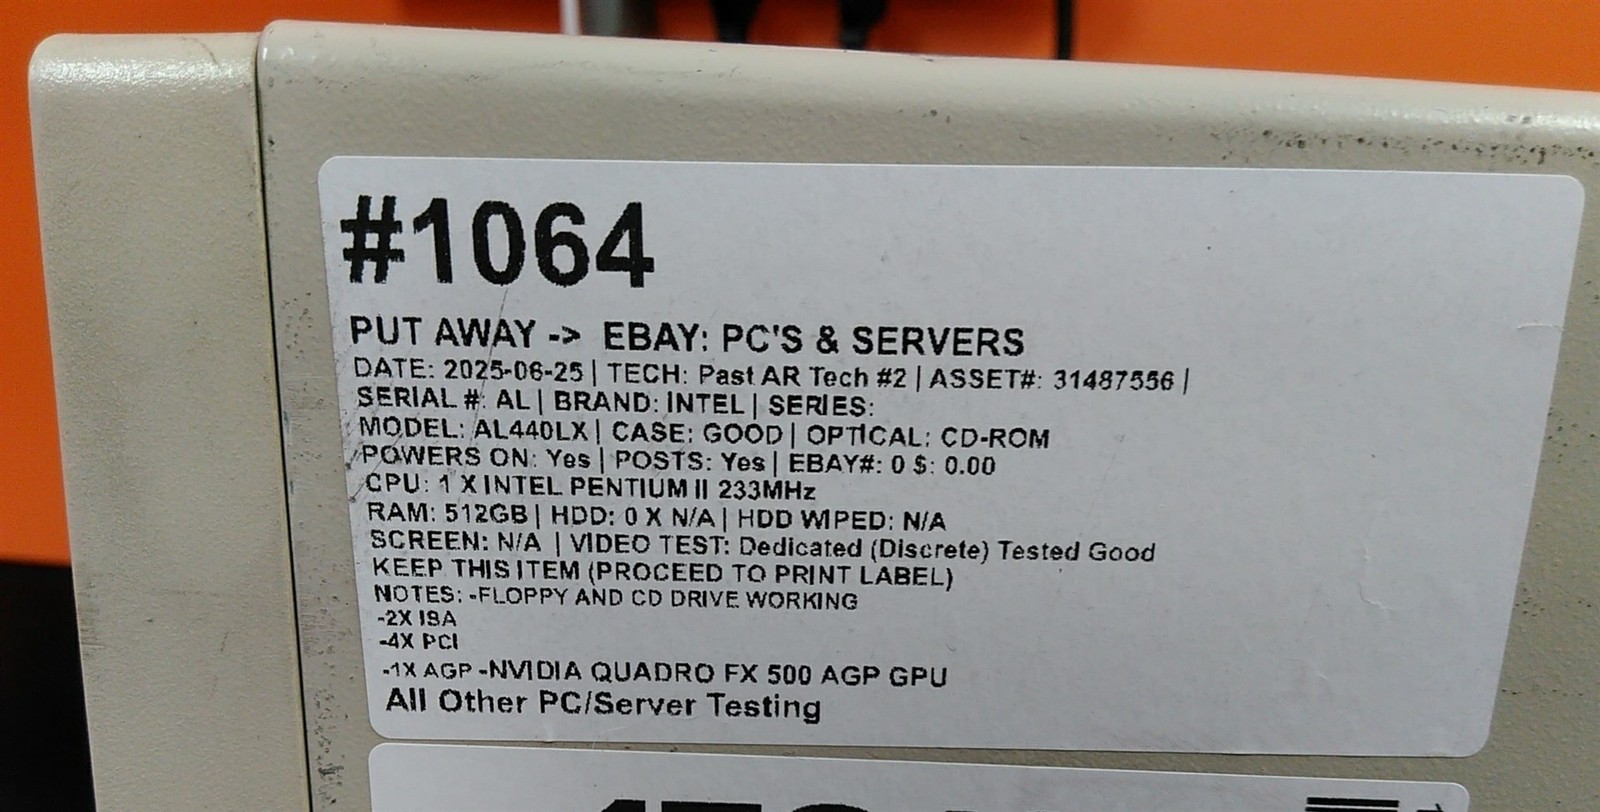 #1064
PUT AWAY -> EBAY: PC'S & SERVERS
DATE: 2025-06-25 | TECH: Past AR Tech #2 | ASSET#: 31487556 |
SERIAL #: AL | BRAND: INTEL | SERIES:
MODEL: AL440LX | CASE: GOOD | OPTICAL: CD-ROM
POWERS ON: Yes | POSTS: Yes | EBAY#: 0 $: 0.00
CPU: 1 X INTEL PENTIUM II 233MHz
RAM: 512GB | HDD: 0 X N/A | HDD WIPED: N/A
SCREEN: N/A | VIDEO TEST: Dedicated (Discrete) Tested Good
KEEP THIS ITEM (PROCEED TO PRINT LABEL)
NOTES: -FLOPPY AND CD DRIVE WORKING
-2X ISA
-4X PCI
-1X AGP -NVIDIA QUADRO FX 500 AGP GPU
All Other PC/Server Testing